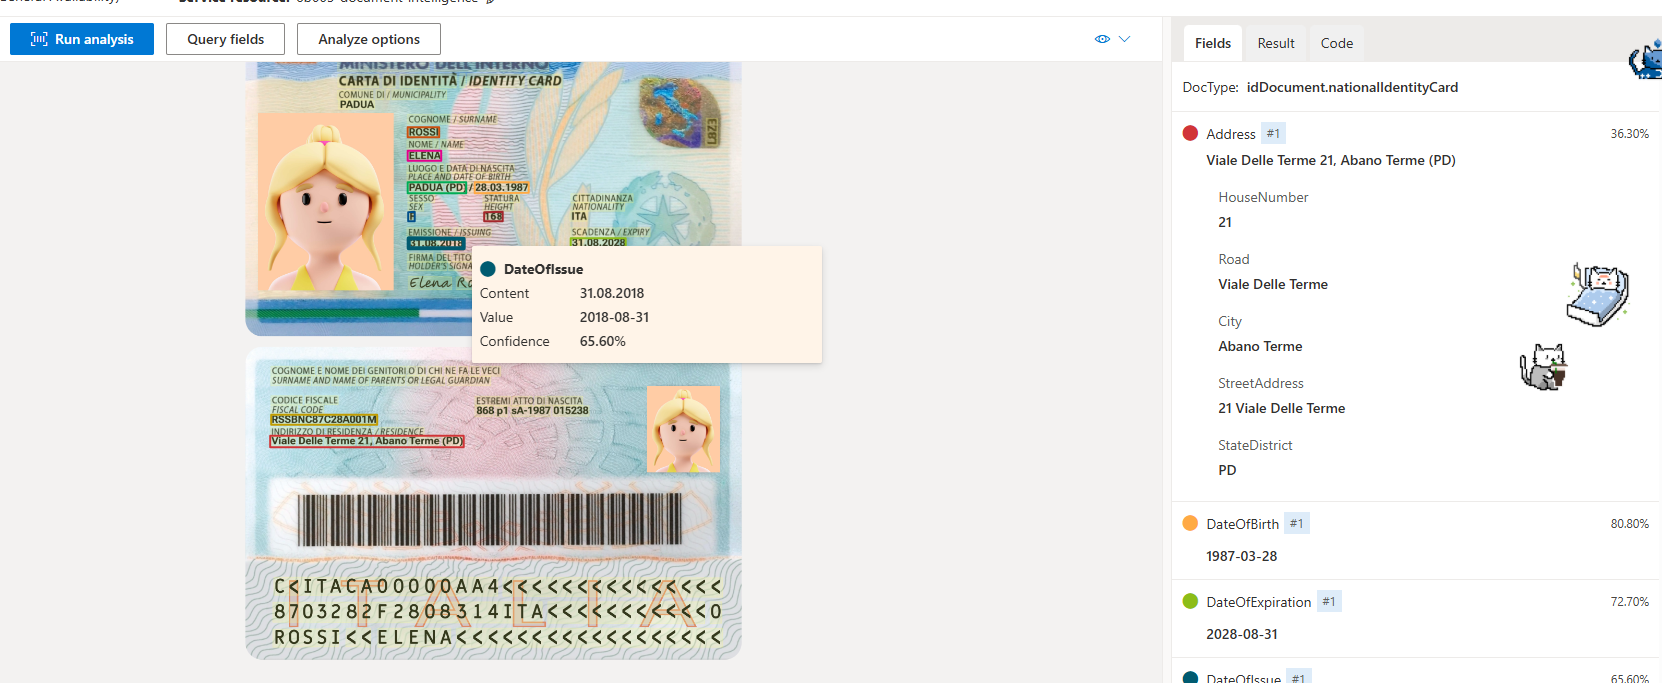 Service resource:
Run analysis
Query fields
Analyze options
MINISTERO DELL'INTERNO
CARTA DI IDENTITÀ / IDENTITY CARD
COMUNE DI / MUNICIPALITY
PADUA
COGNOME / SURNAME
ROSSI
NOME / NAME
ELENA
LUOGO E DATA DI NASCITA
PLACE AND DATE OF BIRTH
PADUA (PD) / 28.03.1987
SESSO
SEX
F
STATURA
HEIGHT
168
CITTADINANZA
NATIONALITY
ITA
EMISSIONE / ISSUING
31.08.2018
SCADENZA / EXPIRY
31.08.2028
FIRMA DEL TITO
HOLDER'S SIGNA
Elena Ro
DateOfIssue
Content 31.08.2018
Value 2018-08-31
Confidence 65.60%
COGNOME E NOME DEI GENITORI O DI CHI NE FA LE VECI
SURNAME AND NAME OF PARENTS OR LEGAL GUARDIAN
CODICE FISCALE
FISCAL CODE
RSSBNC87C28A001M
ESTREMI ATTO DI NASCITA
868 p1 sA-1987 015238
INDIRIZZO DI RESIDENZA / RESIDENCE
Viale Delle Terme 21, Abano Terme (PD)
ITALIA
C<ITACA00000AA4<<<<<<<<<<<<<<<
8703282F2808314ITA<<<<<<<<<<<0
ROSSI<<ELENA<<<<<<<<<<<<<<<<<<
Fields
Result
Code
DocType: idDocument.nationalIdentityCard
Address #1 36.30%
Viale Delle Terme 21, Abano Terme (PD)
HouseNumber
21
Road
Viale Delle Terme
City
Abano Terme
StreetAddress
21 Viale Delle Terme
StateDistrict
PD
DateOfBirth #1 80.80%
1987-03-28
DateOfExpiration #1 72.70%
2028-08-31
DateOfIssue #1 65.60%